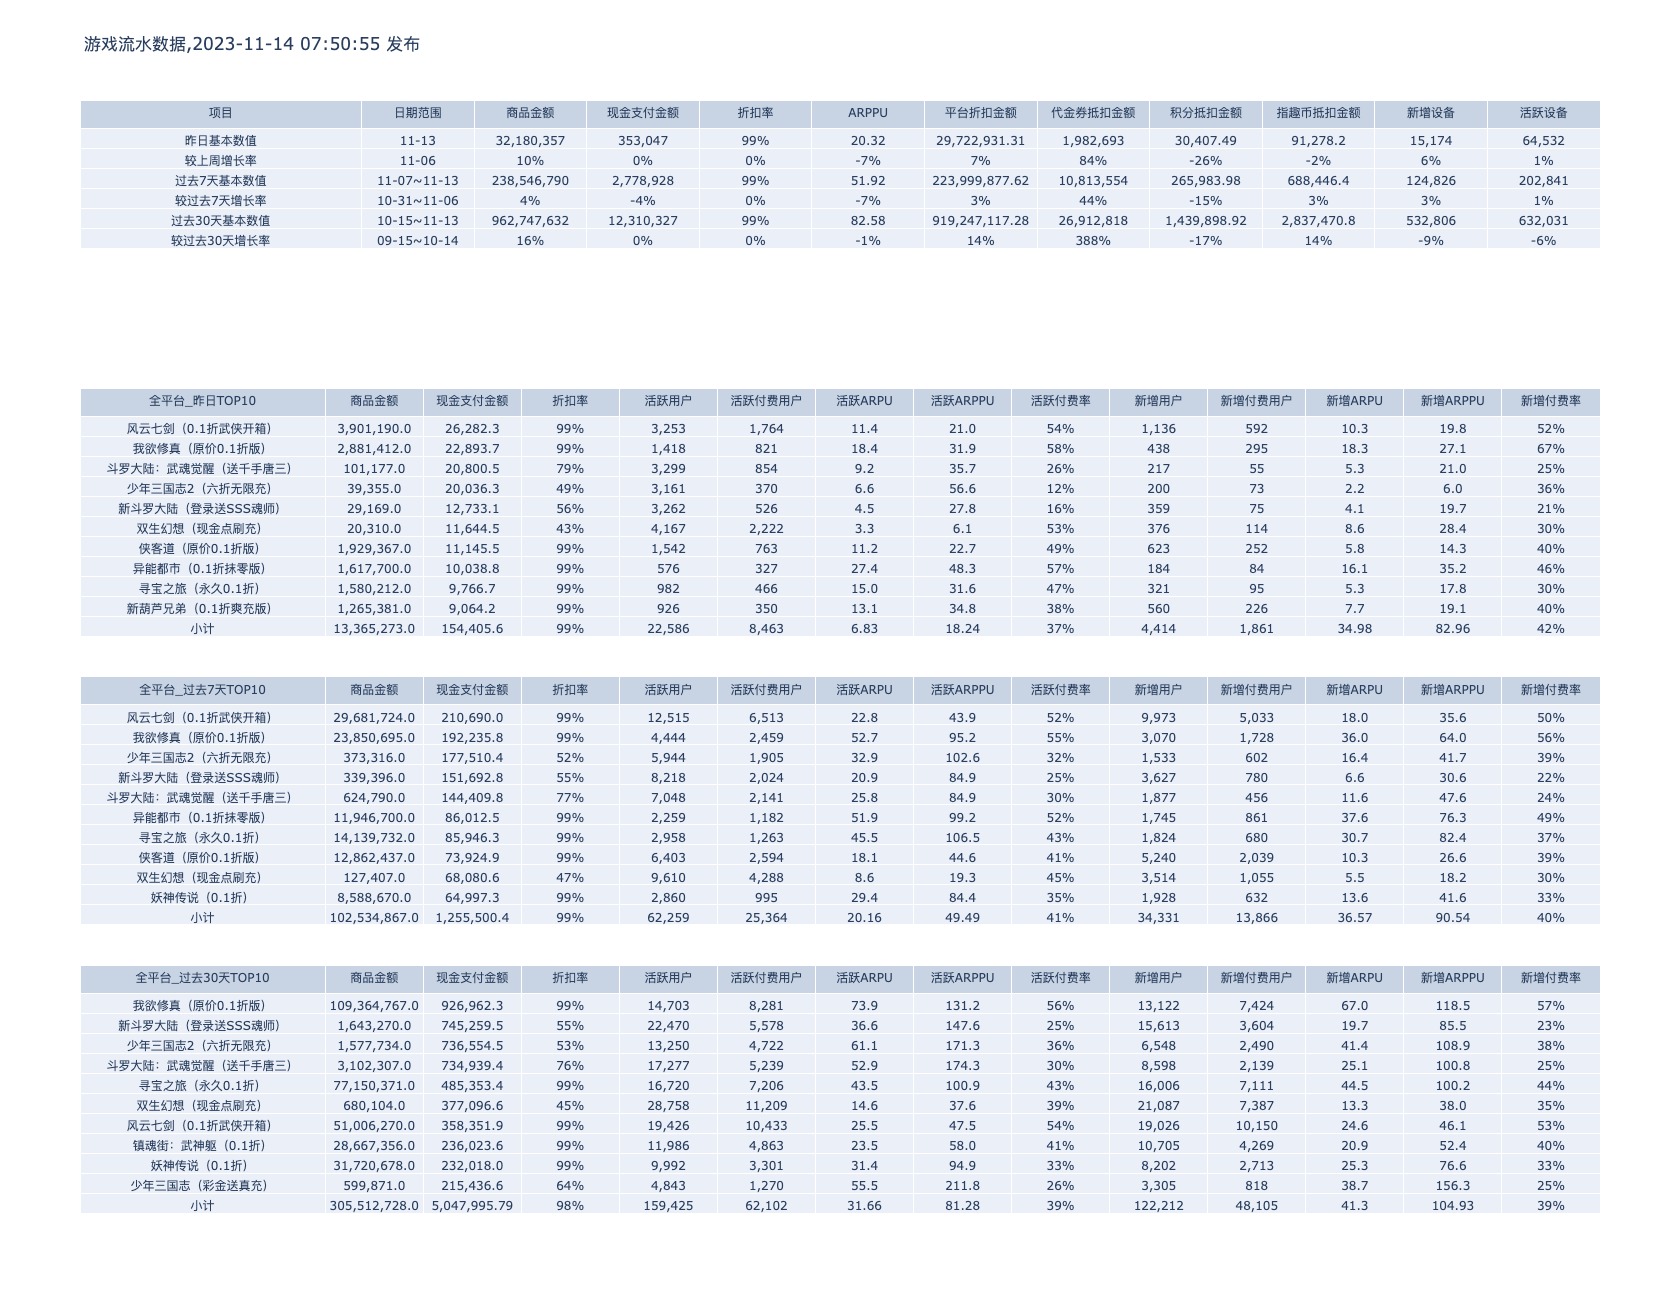 游戏流水数据,2023-11-14 07:50:55 发布
项目 日期范围 商品金额 现金支付金额 折扣率 ARPPU 平台折扣金额 代金券抵扣金额 积分抵扣金额 指趣币抵扣金额 新增设备 活跃设备
昨日基本数值 11-13 32,180,357 353,047 99% 20.32 29,722,931.31 1,982,693 30,407.49 91,278.2 15,174 64,532
较上周增长率 11-06 10% 0% 0% -7% 7% 84% -26% -2% 6% 1%
过去7天基本数值 11-07~11-13 238,546,790 2,778,928 99% 51.92 223,999,877.62 10,813,554 265,983.98 688,446.4 124,826 202,841
较过去7天增长率 10-31~11-06 4% -4% 0% -7% 3% 44% -15% 3% 3% 1%
过去30天基本数值 10-15~11-13 962,747,632 12,310,327 99% 82.58 919,247,117.28 26,912,818 1,439,898.92 2,837,470.8 532,806 632,031
较过去30天增长率 09-15~10-14 16% 0% 0% -1% 14% 388% -17% 14% -9% -6%
全平台_昨日TOP10 商品金额 现金支付金额 折扣率 活跃用户 活跃付费用户 活跃ARPU 活跃ARPPU 活跃付费率 新增用户 新增付费用户 新增ARPU 新增ARPPU 新增付费率
风云七剑（0.1折武侠开箱） 3,901,190.0 26,282.3 99% 3,253 1,764 11.4 21.0 54% 1,136 592 10.3 19.8 52%
我欲修真（原价0.1折版） 2,881,412.0 22,893.7 99% 1,418 821 18.4 31.9 58% 438 295 18.3 27.1 67%
斗罗大陆：武魂觉醒（送千手唐三） 101,177.0 20,800.5 79% 3,299 854 9.2 35.7 26% 217 55 5.3 21.0 25%
少年三国志2（六折无限充） 39,355.0 20,036.3 49% 3,161 370 6.6 56.6 12% 200 73 2.2 6.0 36%
新斗罗大陆（登录送SSS魂师） 29,169.0 12,733.1 56% 3,262 526 4.5 27.8 16% 359 75 4.1 19.7 21%
双生幻想（现金点刷充） 20,310.0 11,644.5 43% 4,167 2,222 3.3 6.1 53% 376 114 8.6 28.4 30%
侠客道（原价0.1折版） 1,929,367.0 11,145.5 99% 1,542 763 11.2 22.7 49% 623 252 5.8 14.3 40%
异能都市（0.1折抹零版） 1,617,700.0 10,038.8 99% 576 327 27.4 48.3 57% 184 84 16.1 35.2 46%
寻宝之旅（永久0.1折） 1,580,212.0 9,766.7 99% 982 466 15.0 31.6 47% 321 95 5.3 17.8 30%
新葫芦兄弟（0.1折爽充版） 1,265,381.0 9,064.2 99% 926 350 13.1 34.8 38% 560 226 7.7 19.1 40%
小计 13,365,273.0 154,405.6 99% 22,586 8,463 6.83 18.24 37% 4,414 1,861 34.98 82.96 42%
全平台_过去7天TOP10 商品金额 现金支付金额 折扣率 活跃用户 活跃付费用户 活跃ARPU 活跃ARPPU 活跃付费率 新增用户 新增付费用户 新增ARPU 新增ARPPU 新增付费率
风云七剑（0.1折武侠开箱） 29,681,724.0 210,690.0 99% 12,515 6,513 22.8 43.9 52% 9,973 5,033 18.0 35.6 50%
我欲修真（原价0.1折版） 23,850,695.0 192,235.8 99% 4,444 2,459 52.7 95.2 55% 3,070 1,728 36.0 64.0 56%
少年三国志2（六折无限充） 373,316.0 177,510.4 52% 5,944 1,905 32.9 102.6 32% 1,533 602 16.4 41.7 39%
新斗罗大陆（登录送SSS魂师） 339,396.0 151,692.8 55% 8,218 2,024 20.9 84.9 25% 3,627 780 6.6 30.6 22%
斗罗大陆：武魂觉醒（送千手唐三） 624,790.0 144,409.8 77% 7,048 2,141 25.8 84.9 30% 1,877 456 11.6 47.6 24%
异能都市（0.1折抹零版） 11,946,700.0 86,012.5 99% 2,259 1,182 51.9 99.2 52% 1,745 861 37.6 76.3 49%
寻宝之旅（永久0.1折） 14,139,732.0 85,946.3 99% 2,958 1,263 45.5 106.5 43% 1,824 680 30.7 82.4 37%
侠客道（原价0.1折版） 12,862,437.0 73,924.9 99% 6,403 2,594 18.1 44.6 41% 5,240 2,039 10.3 26.6 39%
双生幻想（现金点刷充） 127,407.0 68,080.6 47% 9,610 4,288 8.6 19.3 45% 3,514 1,055 5.5 18.2 30%
妖神传说（0.1折） 8,588,670.0 64,997.3 99% 2,860 995 29.4 84.4 35% 1,928 632 13.6 41.6 33%
小计 102,534,867.0 1,255,500.4 99% 62,259 25,364 20.16 49.49 41% 34,331 13,866 36.57 90.54 40%
全平台_过去30天TOP10 商品金额 现金支付金额 折扣率 活跃用户 活跃付费用户 活跃ARPU 活跃ARPPU 活跃付费率 新增用户 新增付费用户 新增ARPU 新增ARPPU 新增付费率
我欲修真（原价0.1折版） 109,364,767.0 926,962.3 99% 14,703 8,281 73.9 131.2 56% 13,122 7,424 67.0 118.5 57%
新斗罗大陆（登录送SSS魂师） 1,643,270.0 745,259.5 55% 22,470 5,578 36.6 147.6 25% 15,613 3,604 19.7 85.5 23%
少年三国志2（六折无限充） 1,577,734.0 736,554.5 53% 13,250 4,722 61.1 171.3 36% 6,548 2,490 41.4 108.9 38%
斗罗大陆：武魂觉醒（送千手唐三） 3,102,307.0 734,939.4 76% 17,277 5,239 52.9 174.3 30% 8,598 2,139 25.1 100.8 25%
寻宝之旅（永久0.1折） 77,150,371.0 485,353.4 99% 16,720 7,206 43.5 100.9 43% 16,006 7,111 44.5 100.2 44%
双生幻想（现金点刷充） 680,104.0 377,096.6 45% 28,758 11,209 14.6 37.6 39% 21,087 7,387 13.3 38.0 35%
风云七剑（0.1折武侠开箱） 51,006,270.0 358,351.9 99% 19,426 10,433 25.5 47.5 54% 19,026 10,150 24.6 46.1 53%
镇魂街：武神躯（0.1折） 28,667,356.0 236,023.6 99% 11,986 4,863 23.5 58.0 41% 10,705 4,269 20.9 52.4 40%
妖神传说（0.1折） 31,720,678.0 232,018.0 99% 9,992 3,301 31.4 94.9 33% 8,202 2,713 25.3 76.6 33%
少年三国志（彩金送真充） 599,871.0 215,436.6 64% 4,843 1,270 55.5 211.8 26% 3,305 818 38.7 156.3 25%
小计 305,512,728.0 5,047,995.79 98% 159,425 62,102 31.66 81.28 39% 122,212 48,105 41.3 104.93 39%